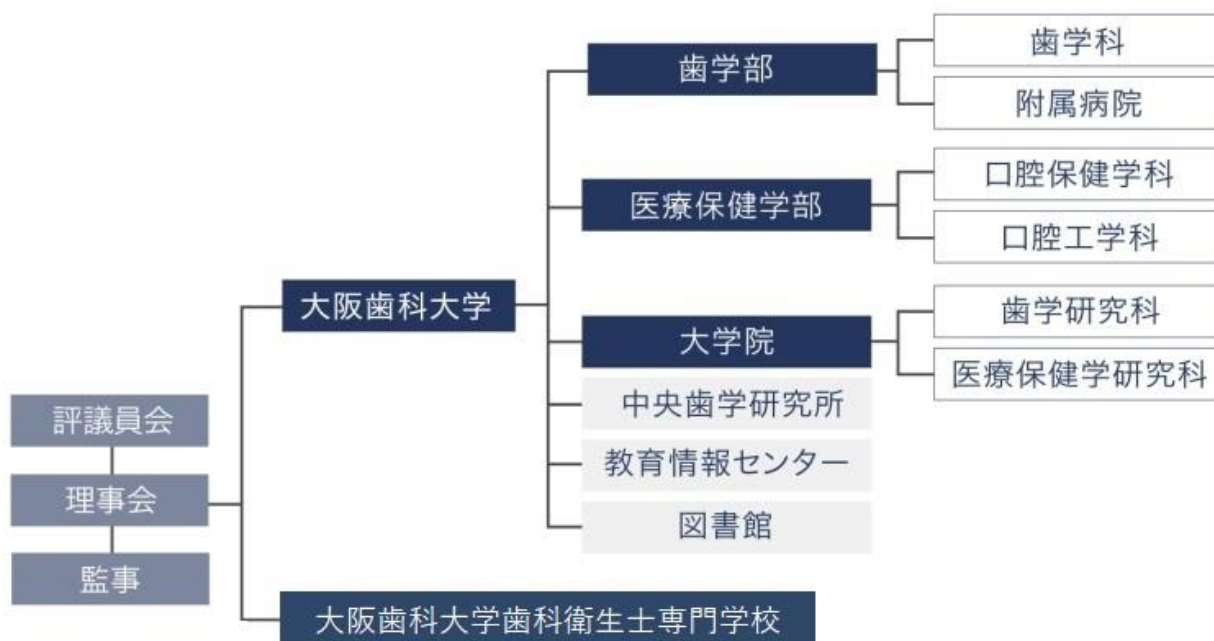 評議員会
理事会
監事
大阪歯科大学
歯学部
歯学科
附属病院
医療保健学部
口腔保健学科
口腔工学科
大学院
歯学研究科
医療保健学研究科
中央歯学研究所
教育情報センター
図書館
大阪歯科大学歯科衛生士専門学校